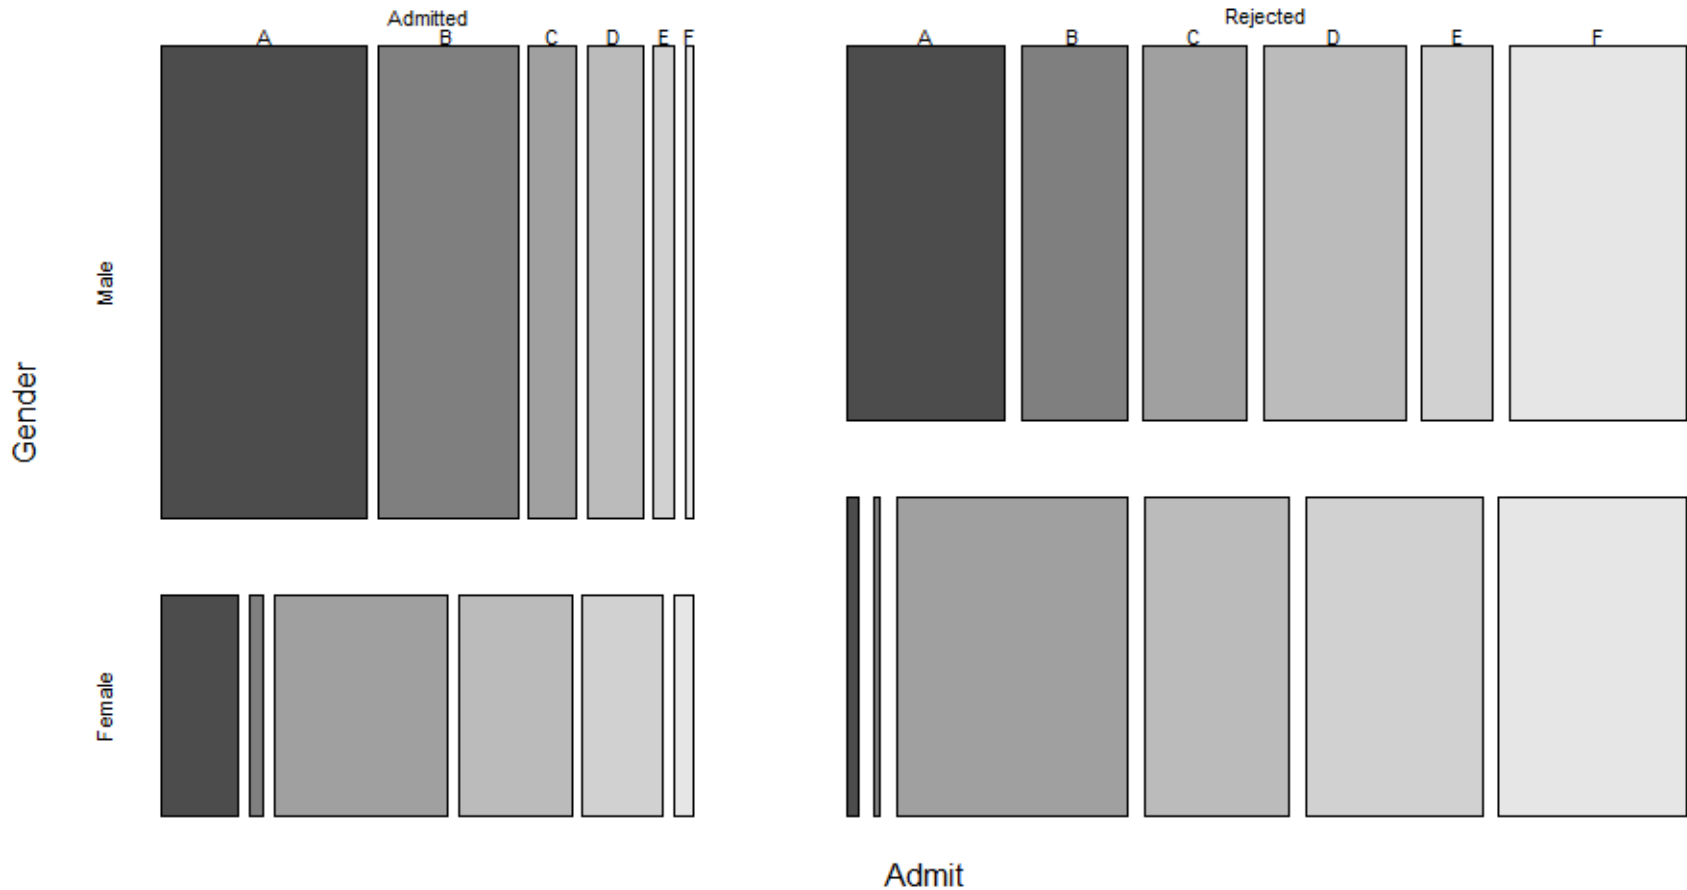 Admitted
Rejected
A B C D E F
A B C D E F
Male
Gender
Female
Admit